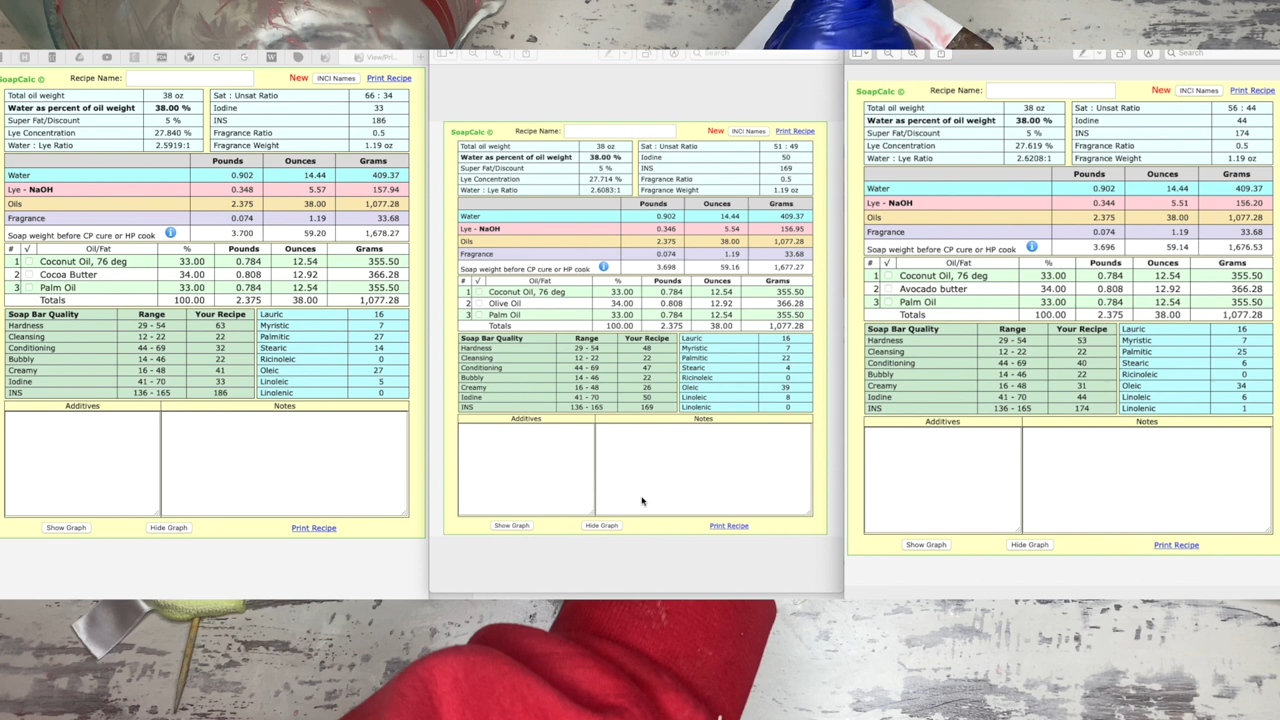 View/Pri...
SoapCalc ©
Recipe Name:
New
INCI Names
Print Recipe
Total oil weight 38 oz
Water as percent of oil weight 38.00 %
Super Fat/Discount 5 %
Lye Concentration 27.840 %
Water : Lye Ratio 2.5919:1
Sat : Unsat Ratio 66 : 34
Iodine 33
INS 186
Fragrance Ratio 0.5
Fragrance Weight 1.19 oz
Pounds Ounces Grams
Water 0.902 14.44 409.37
Lye - NaOH 0.348 5.57 157.94
Oils 2.375 38.00 1,077.28
Fragrance 0.074 1.19 33.68
Soap weight before CP cure or HP cook 3.700 59.20 1,678.27
# √ Oil/Fat % Pounds Ounces Grams
1 Coconut Oil, 76 deg 33.00 0.784 12.54 355.50
2 Cocoa Butter 34.00 0.808 12.92 366.28
3 Palm Oil 33.00 0.784 12.54 355.50
Totals 100.00 2.375 38.00 1,077.28
Soap Bar Quality Range Your Recipe
Hardness 29 - 54 63
Cleansing 12 - 22 22
Conditioning 44 - 69 32
Bubbly 14 - 46 22
Creamy 16 - 48 41
Iodine 41 - 70 33
INS 136 - 165 186
Lauric 16
Myristic 7
Palmitic 27
Stearic 14
Ricinoleic 0
Oleic 27
Linoleic 5
Linolenic 0
Additives
Notes
Show Graph
Hide Graph
Print Recipe
Search
SoapCalc ©
Recipe Name:
New
INCI Names
Print Recipe
Total oil weight 38 oz
Water as percent of oil weight 38.00 %
Super Fat/Discount 5 %
Lye Concentration 27.714 %
Water : Lye Ratio 2.6083:1
Sat : Unsat Ratio 51 : 49
Iodine 50
INS 169
Fragrance Ratio 0.5
Fragrance Weight 1.19 oz
Pounds Ounces Grams
Water 0.902 14.44 409.37
Lye - NaOH 0.346 5.54 156.95
Oils 2.375 38.00 1,077.28
Fragrance 0.074 1.19 33.68
Soap weight before CP cure or HP cook 3.698 59.16 1,677.27
# √ Oil/Fat % Pounds Ounces Grams
1 Coconut Oil, 76 deg 33.00 0.784 12.54 355.50
2 Olive Oil 34.00 0.808 12.92 366.28
3 Palm Oil 33.00 0.784 12.54 355.50
Totals 100.00 2.375 38.00 1,077.28
Soap Bar Quality Range Your Recipe
Hardness 29 - 54 48
Cleansing 12 - 22 22
Conditioning 44 - 69 47
Bubbly 14 - 46 22
Creamy 16 - 48 26
Iodine 41 - 70 50
INS 136 - 165 169
Lauric 16
Myristic 7
Palmitic 22
Stearic 4
Ricinoleic 0
Oleic 39
Linoleic 8
Linolenic 0
Additives
Notes
Show Graph
Hide Graph
Print Recipe
Search
SoapCalc ©
Recipe Name:
New
INCI Names
Print Recipe
Total oil weight 38 oz
Water as percent of oil weight 38.00 %
Super Fat/Discount 5 %
Lye Concentration 27.619 %
Water : Lye Ratio 2.6208:1
Sat : Unsat Ratio 56 : 44
Iodine 44
INS 174
Fragrance Ratio 0.5
Fragrance Weight 1.19 oz
Pounds Ounces Grams
Water 0.902 14.44 409.37
Lye - NaOH 0.344 5.51 156.20
Oils 2.375 38.00 1,077.28
Fragrance 0.074 1.19 33.68
Soap weight before CP cure or HP cook 3.696 59.14 1,676.53
# √ Oil/Fat % Pounds Ounces Grams
1 Coconut Oil, 76 deg 33.00 0.784 12.54 355.50
2 Avocado butter 34.00 0.808 12.92 366.28
3 Palm Oil 33.00 0.784 12.54 355.50
Totals 100.00 2.375 38.00 1,077.28
Soap Bar Quality Range Your Recipe
Hardness 29 - 54 53
Cleansing 12 - 22 22
Conditioning 44 - 69 40
Bubbly 14 - 46 22
Creamy 16 - 48 31
Iodine 41 - 70 44
INS 136 - 165 174
Lauric 16
Myristic 7
Palmitic 25
Stearic 6
Ricinoleic 0
Oleic 34
Linoleic 6
Linolenic 1
Additives
Notes
Show Graph
Hide Graph
Print Recipe